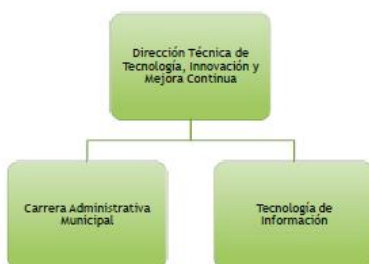 Dirección Técnica de
Tecnología, Innovación y
Mejora Continua
Carrera Administrativa
Municipal
Tecnología de
Información